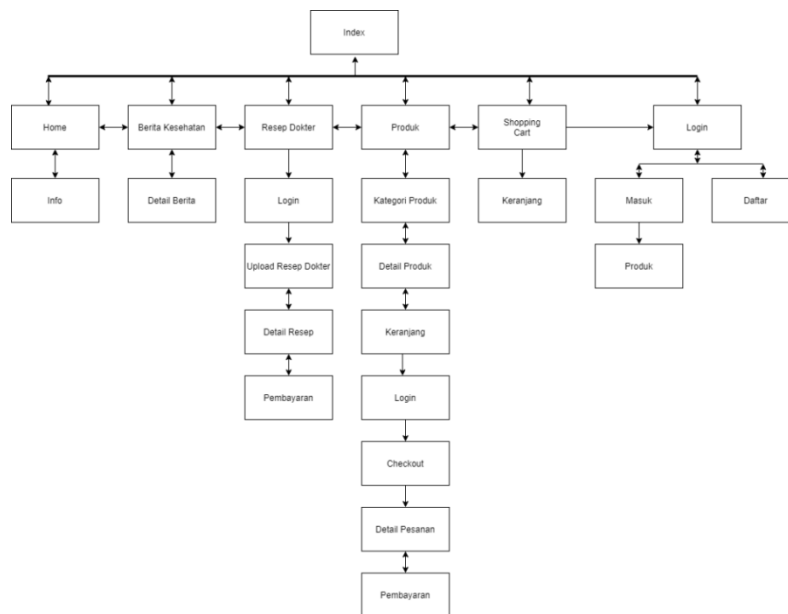 Index
Home
Berita Kesehatan
Resep Dokter
Produk
Shopping
Cart
Login
Info
Detail Berita
Login
Kategori Produk
Keranjang
Masuk
Daftar
Upload Resep Dokter
Detail Produk
Produk
Detail Resep
Keranjang
Pembayaran
Login
Checkout
Detail Pesanan
Pembayaran